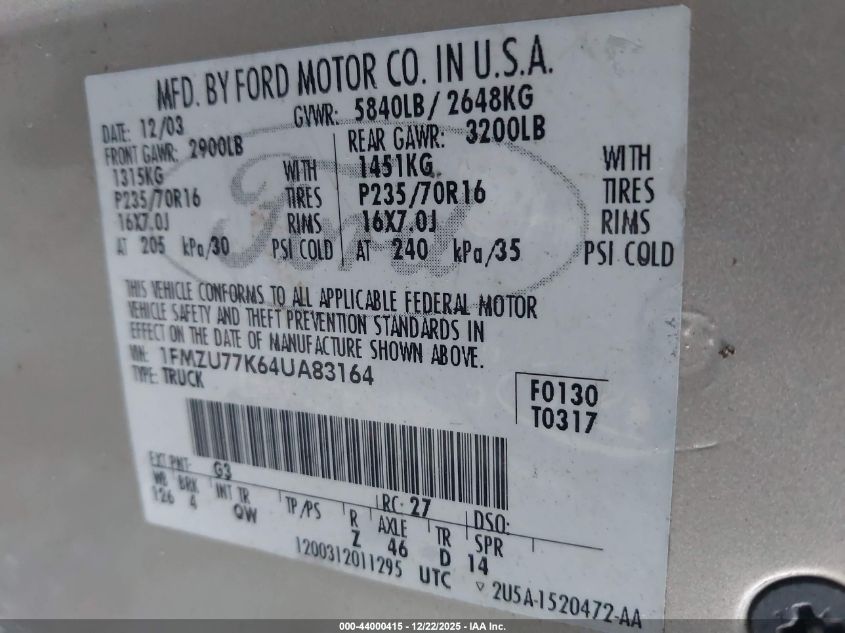 MFD. BY FORD MOTOR CO. IN U.S.A.
DATE: 12/03 GVWR: 5840LB/ 2648KG
FRONT GAWR: 2900LB REAR GAWR: 3200LB
1315KG WITH 1451KG WITH
P235/70R16 TIRES P235/70R16 TIRES
16X7.0J RIMS 16X7.0J RIMS
AT 205 kPa/30 PSI COLD AT 240 kPa/35 PSI COLD
Ford
THIS VEHICLE CONFORMS TO ALL APPLICABLE FEDERAL MOTOR
VEHICLE SAFETY AND THEFT PREVENTION STANDARDS IN
EFFECT ON THE DATE OF MANUFACTURE SHOWN ABOVE.
VIN: 1FMZU77K64UA83164
TYPE: TRUCK
F0130
T0317
EXT PNT: G3 RC: 27 DSO:
WB BRK INT TR TP/PS R AXLE TR SPR
126 4 QW Z 46 D 14
1200312011295 UTC ▽ 2U5A-1520472-AA
000-44000415 - 12/22/2025 - IAA Inc.